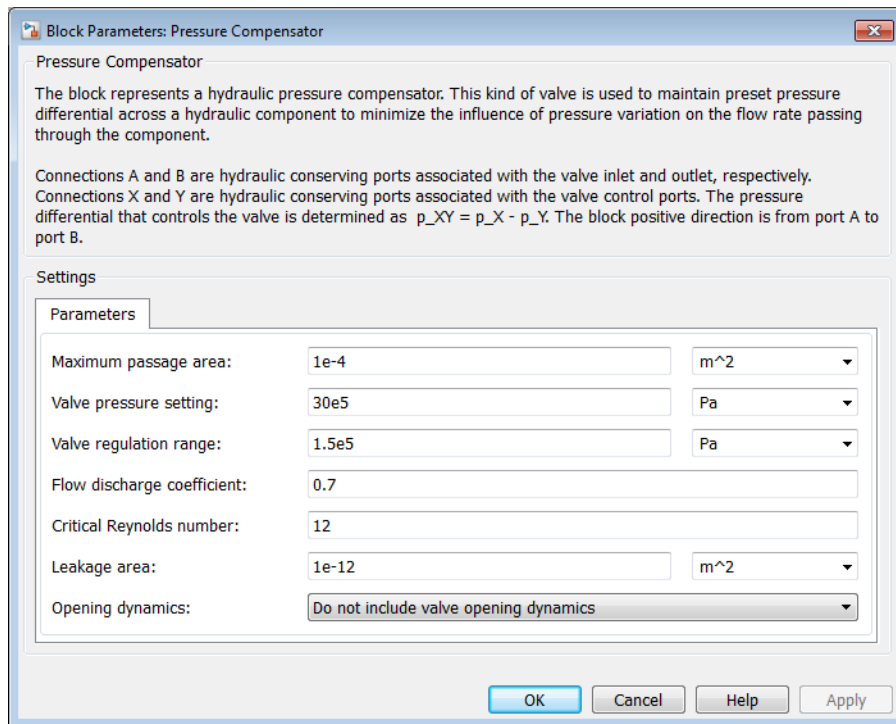 Block Parameters: Pressure Compensator
Pressure Compensator
The block represents a hydraulic pressure compensator. This kind of valve is used to maintain preset pressure
differential across a hydraulic component to minimize the influence of pressure variation on the flow rate passing
through the component.
Connections A and B are hydraulic conserving ports associated with the valve inlet and outlet, respectively.
Connections X and Y are hydraulic conserving ports associated with the valve control ports. The pressure
differential that controls the valve is determined as  p_XY = p_X - p_Y. The block positive direction is from port A to
port B.
Settings
Parameters
Maximum passage area: 1e-4 m^2
Valve pressure setting: 30e5 Pa
Valve regulation range: 1.5e5 Pa
Flow discharge coefficient: 0.7
Critical Reynolds number: 12
Leakage area: 1e-12 m^2
Opening dynamics: Do not include valve opening dynamics
OK Cancel Help Apply